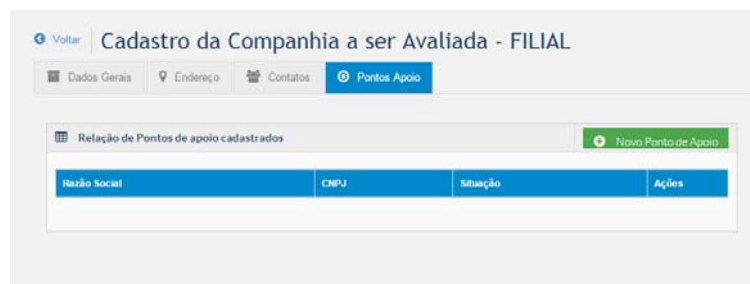 Voltar Cadastro da Companhia a ser Avaliada - FILIAL
Dados Gerais Endereço Contatos Pontos Apoio
Relação de Pontos de apoio cadastrados Novo Ponto de Apoio
Razão Social CNPJ Situação Ações